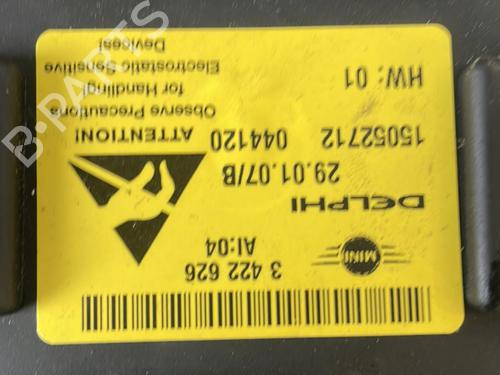 3 422 626
AI:04
MINI
DELPHI
29.01.07/B
15052712 044120
HW: 01
ATTENTION!
Observe Precautions
for Handling!
Electrostatic Sensitive
Devices!
B-PARTS